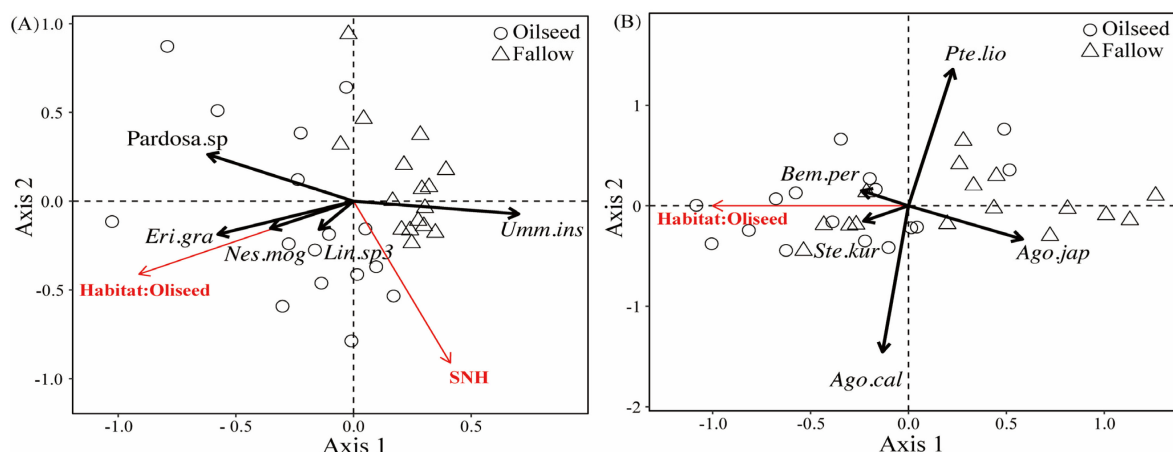 (A)
Oilseed
Fallow
1.0
0.5
0.0
-0.5
-1.0
Axis 2
Pardosa.sp
Eri.gra
Nes.mog
Lin.sp3
Umm.ins
Habitat:Oliseed
SNH
-1.0
-0.5
0.0
0.5
Axis 1
(B)
Oilseed
Fallow
1
0
-1
-2
Axis 2
Pte.lio
Bem.per
Habitat:Oilseed
Ste.kur
Ago.jap
Ago.cal
-1.0
-0.5
0.0
0.5
1.0
Axis 1